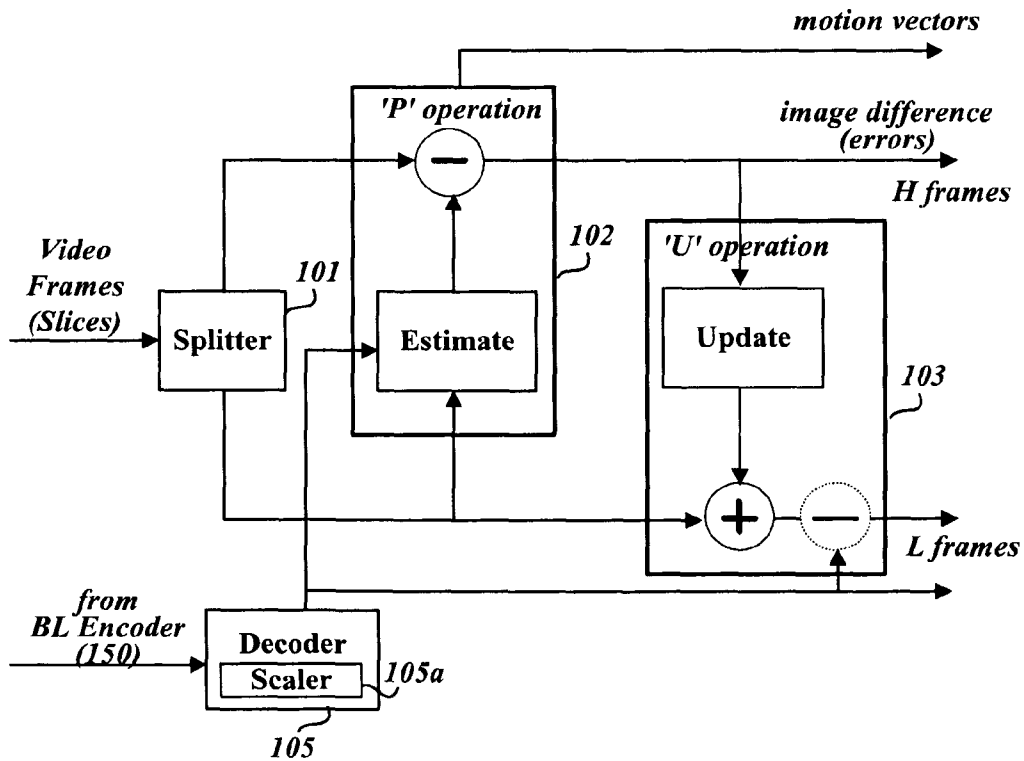 motion vectors
'P' operation
image difference
(errors)
H frames
Video
Frames
(Slices)
101
Splitter
102
Estimate
'U' operation
Update
103
L frames
from
BL Encoder
(150)
Decoder
Scaler
105a
105